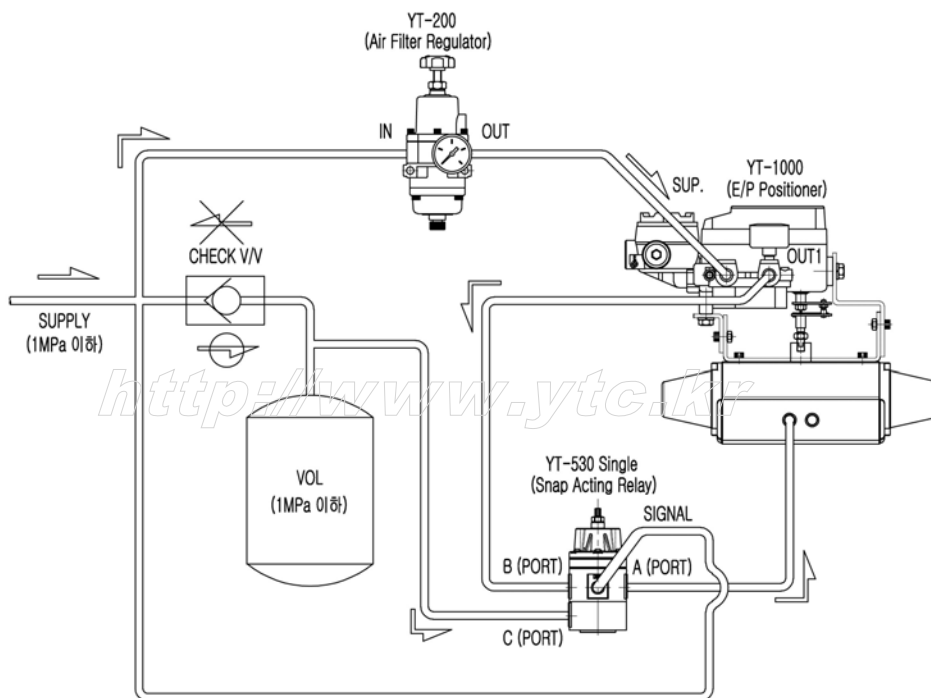 YT-200
(Air Filter Regulator)
IN
OUT
YT-1000
(E/P Positioner)
SUP.
OUT1
CHECK V/V
SUPPLY
(1MPa 이하)
http://www.ytc.kr
VOL
(1MPa 이하)
YT-530 Single
(Snap Acting Relay)
SIGNAL
B (PORT)
A (PORT)
C (PORT)